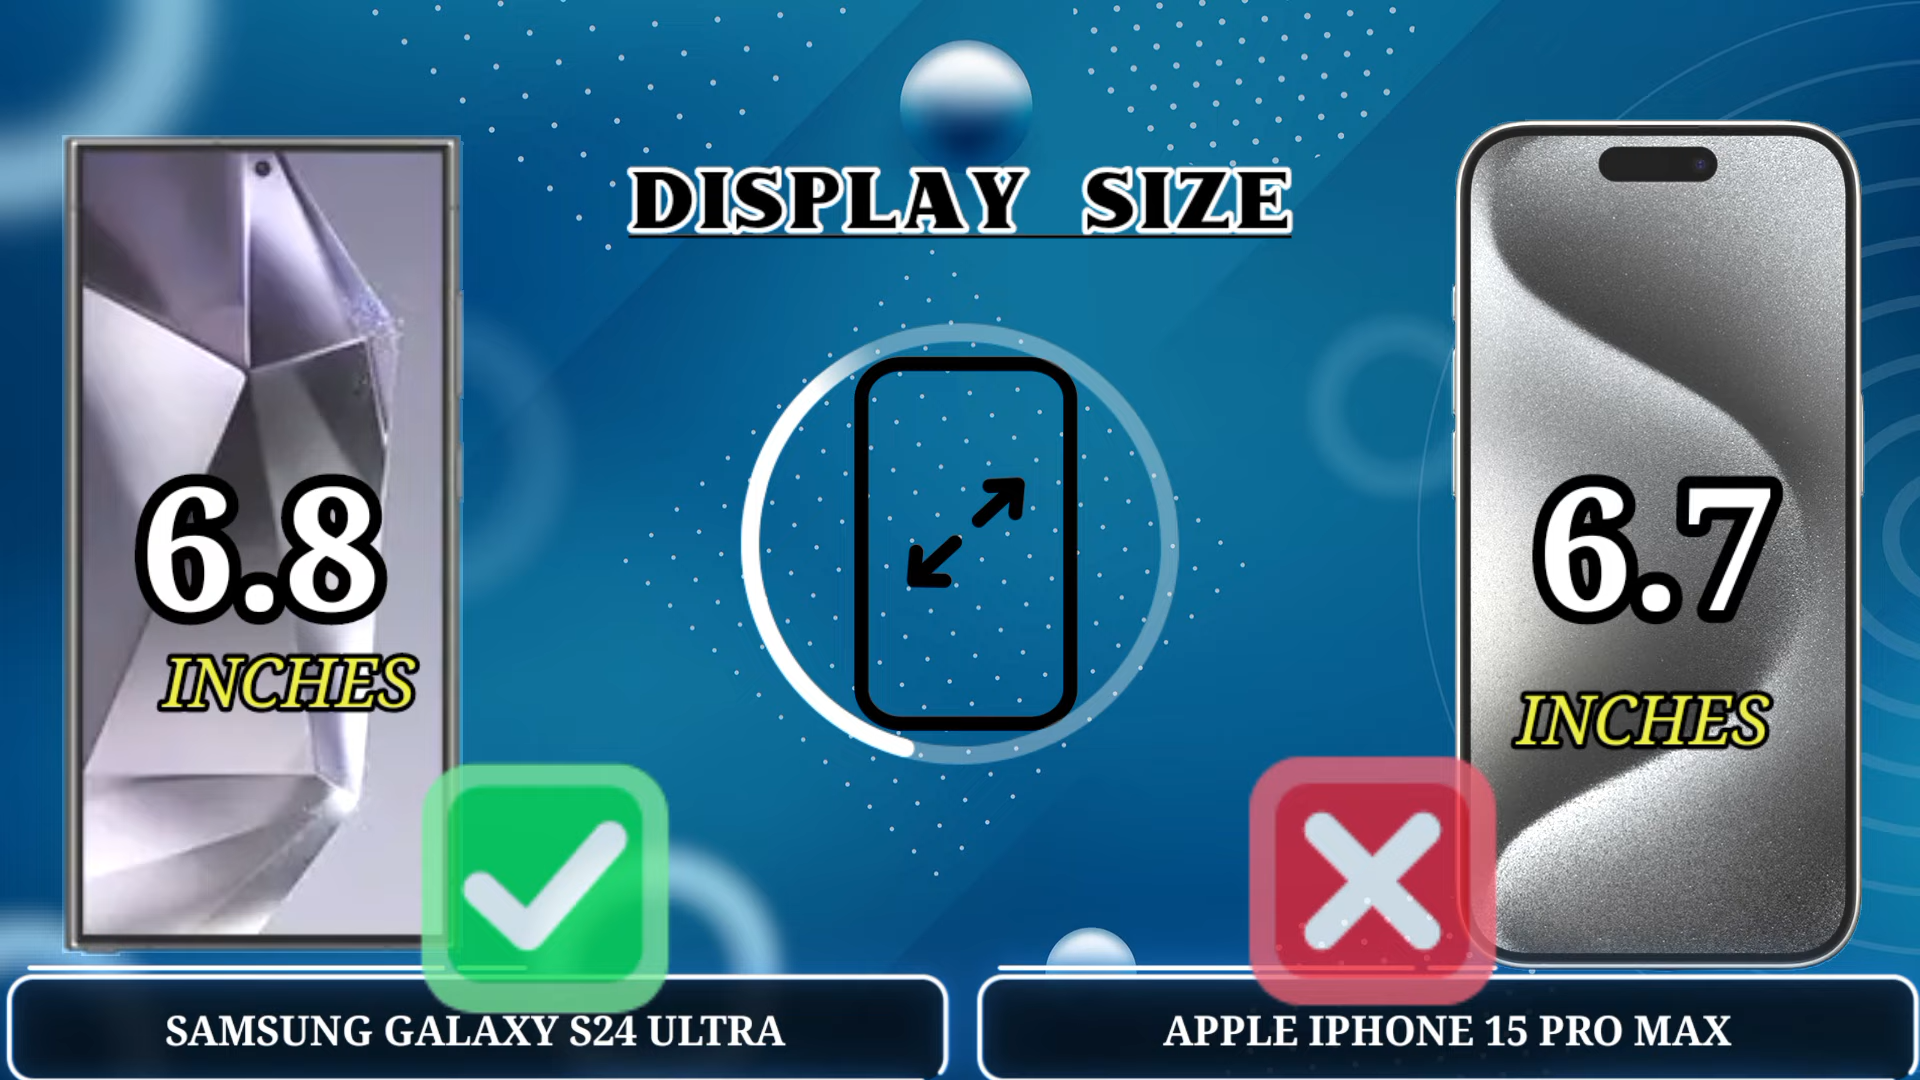 DISPLAY SIZE
6.8
INCHES
6.7
INCHES
SAMSUNG GALAXY S24 ULTRA
APPLE IPHONE 15 PRO MAX